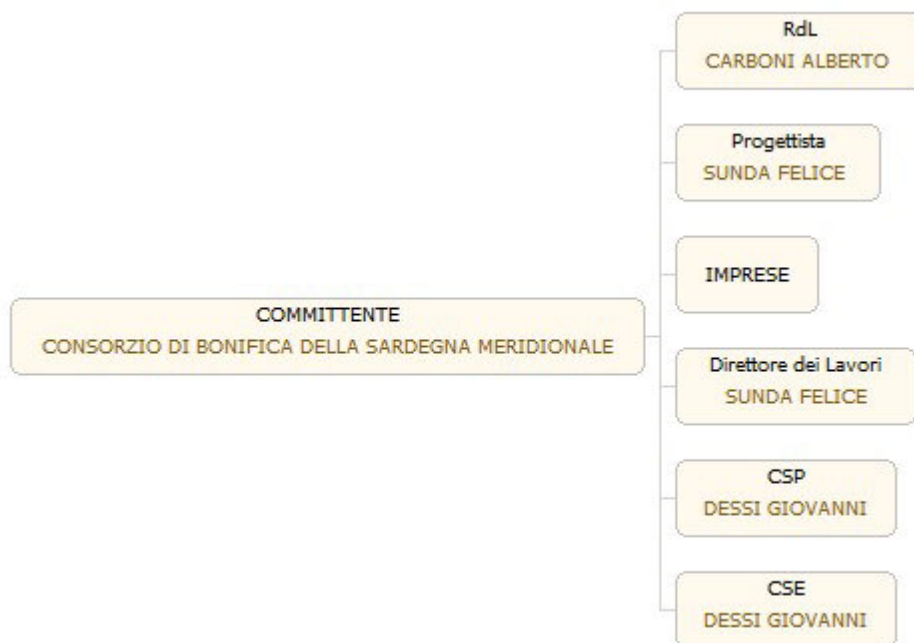 RdL
CARBONI ALBERTO
Progettista
SUNDA FELICE
IMPRESE
COMMITTENTE
CONSORZIO DI BONIFICA DELLA SARDEGNA MERIDIONALE
Direttore dei Lavori
SUNDA FELICE
CSP
DESSI GIOVANNI
CSE
DESSI GIOVANNI